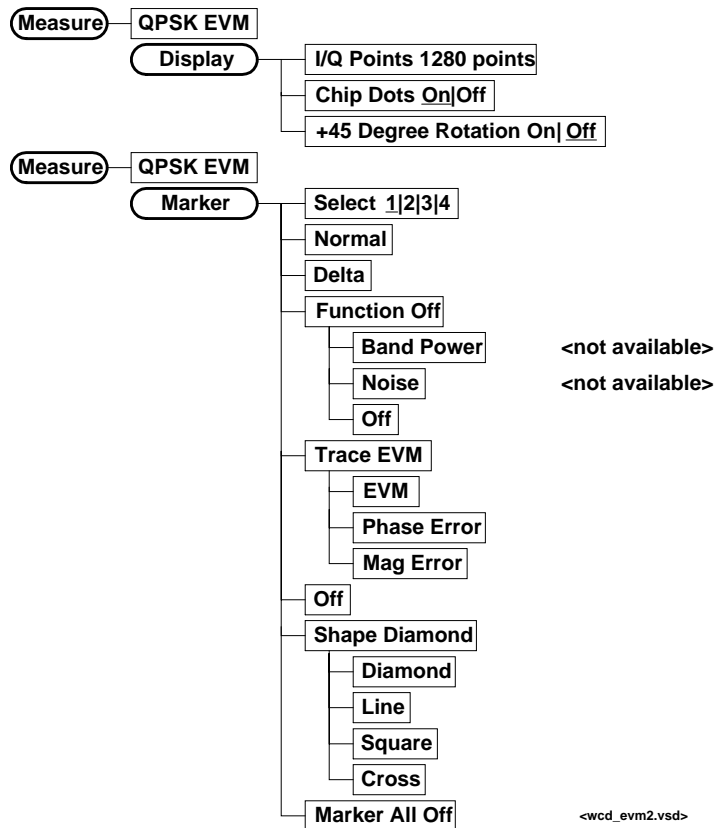 Measure QPSK EVM
Display I/Q Points 1280 points
Chip Dots On|Off
+45 Degree Rotation On| Off
Measure QPSK EVM
Marker Select 1|2|3|4
Normal
Delta
Function Off
Band Power <not available>
Noise <not available>
Off
Trace EVM
EVM
Phase Error
Mag Error
Off
Shape Diamond
Diamond
Line
Square
Cross
Marker All Off <wcd_evm2.vsd>